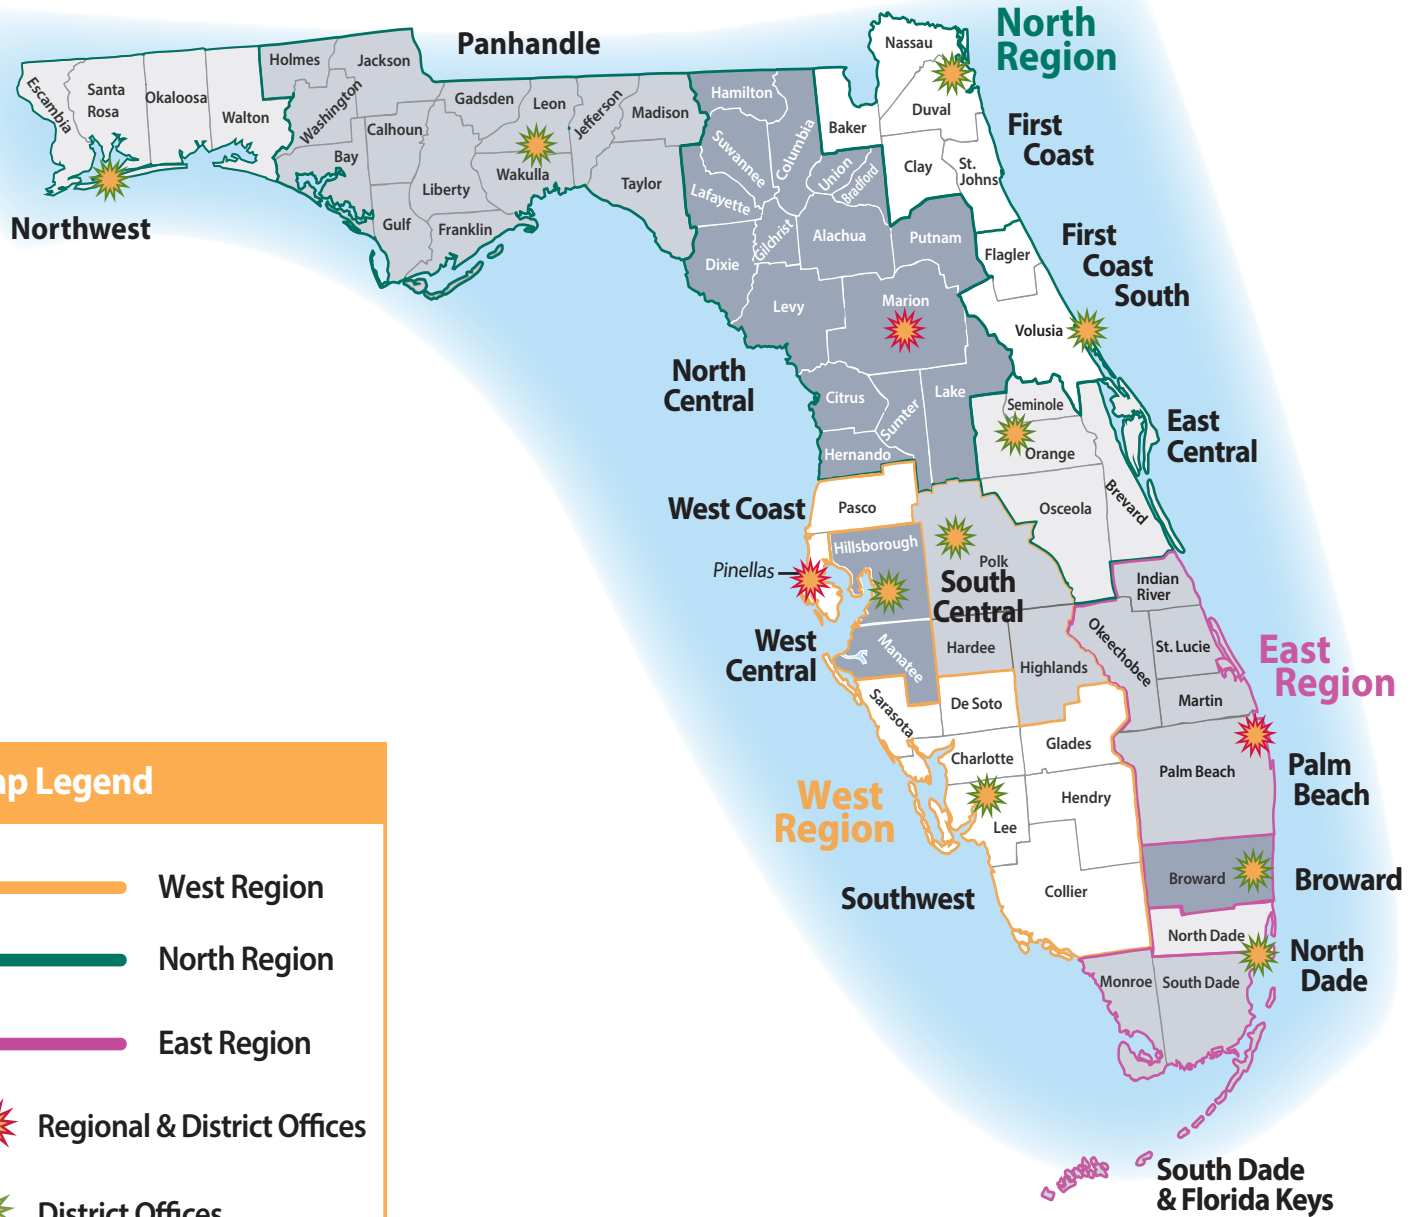 Panhandle
North
Region
First
Coast
First
Coast
South
East
Central
Northwest
North
Central
West Coast
Pinellas
West
Central
South
Central
West
Region
Southwest
East
Region
Palm
Beach
Broward
North
Dade
South Dade
& Florida Keys
Escambia
Santa
Rosa
Okaloosa
Walton
Holmes
Jackson
Washington
Bay
Calhoun
Gulf
Liberty
Franklin
Gadsden
Leon
Wakulla
Jefferson
Madison
Taylor
Hamilton
Suwannee
Columbia
Lafayette
Dixie
Gilchrist
Union
Bradford
Alachua
Putnam
Levy
Marion
Citrus
Sumter
Lake
Hernando
Baker
Nassau
Duval
Clay
St.
Johns
Flagler
Volusia
Seminole
Orange
Osceola
Brevard
Pasco
Hillsborough
Manatee
Polk
Hardee
Highlands
Sarasota
De Soto
Charlotte
Glades
Lee
Hendry
Collier
Indian
River
Okeechobee
St. Lucie
Martin
Palm Beach
Broward
North Dade
Monroe
South Dade
Legend
West Region
North Region
East Region
Regional & District Offices
District Offices